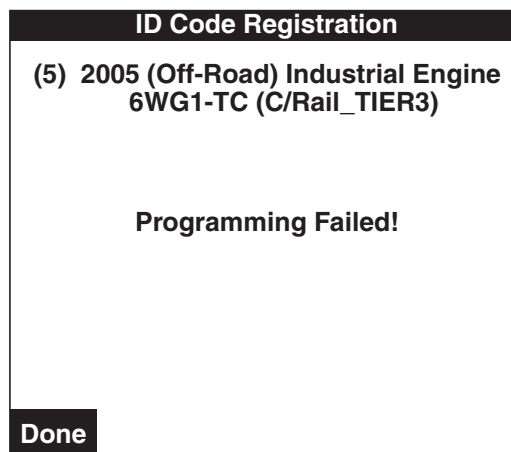 ID Code Registration
(5) 2005 (Off-Road) Industrial Engine
6WG1-TC (C/Rail_TIER3)
Programming Failed!
Done